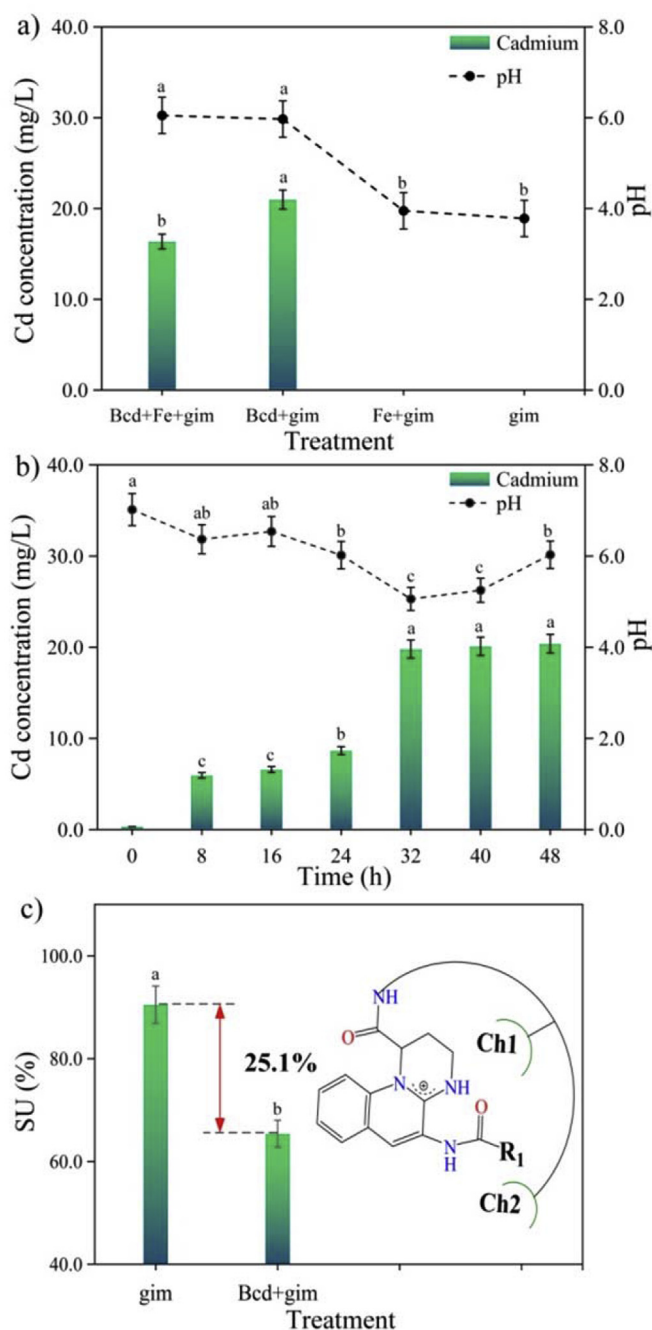 a)
40.0
30.0
20.0
10.0
0.0
Cd concentration (mg/L)
Cadmium
pH
8.0
6.0
4.0
2.0
0.0
pH
a
a
b
b
b
a
Bcd+Fe+gim
Bcd+gim
Fe+gim
gim
Treatment
b)
40.0
30.0
20.0
10.0
0.0
Cd concentration (mg/L)
Cadmium
pH
8.0
6.0
4.0
2.0
0.0
pH
a
ab
ab
b
c
c
b
c
c
b
a
a
a
0
8
16
24
32
40
48
Time (h)
c)
100.0
80.0
60.0
40.0
SU (%)
a
25.1%
b
NH
O
N
⊕
NH
O
N
H
R1
Ch1
Ch2
gim
Bcd+gim
Treatment